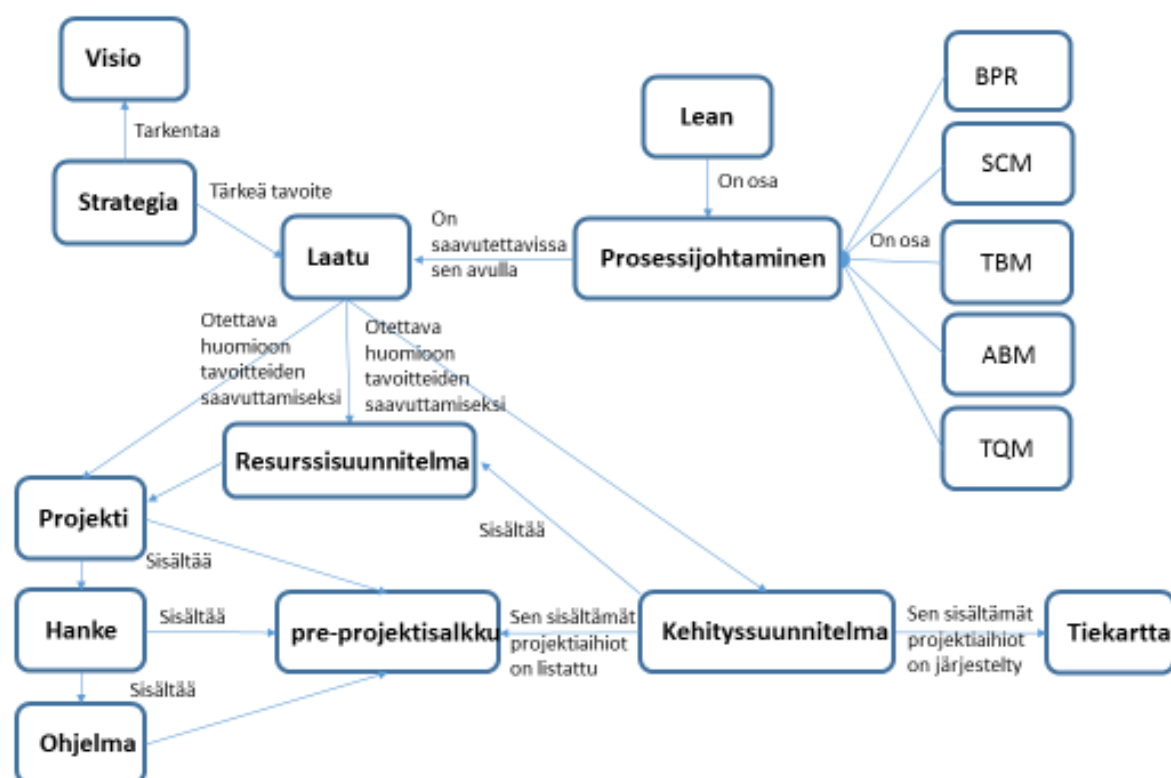 Visio
BPR
Lean
Tarkentaa
SCM
Strategia
Tärkeä tavoite
On osa
Laatu
On
saavutettavissa
sen avulla
Prosessijohtaminen
On osa
TBM
Otettava
huomioon
tavoitteiden
saavuttamiseksi
Otettava
huomioon
tavoitteiden
saavuttamiseksi
ABM
TQM
Resurssisuunnitelma
Projekti
Sisältää
Sisältää
Hanke
Sisältää
pre-projektisalkku
Sen sisältämät
projektiaihiot
on listattu
Kehityssuunnitelma
Sen sisältämät
projektiaihiot
on järjestelty
Tiekartta
Sisältää
Ohjelma